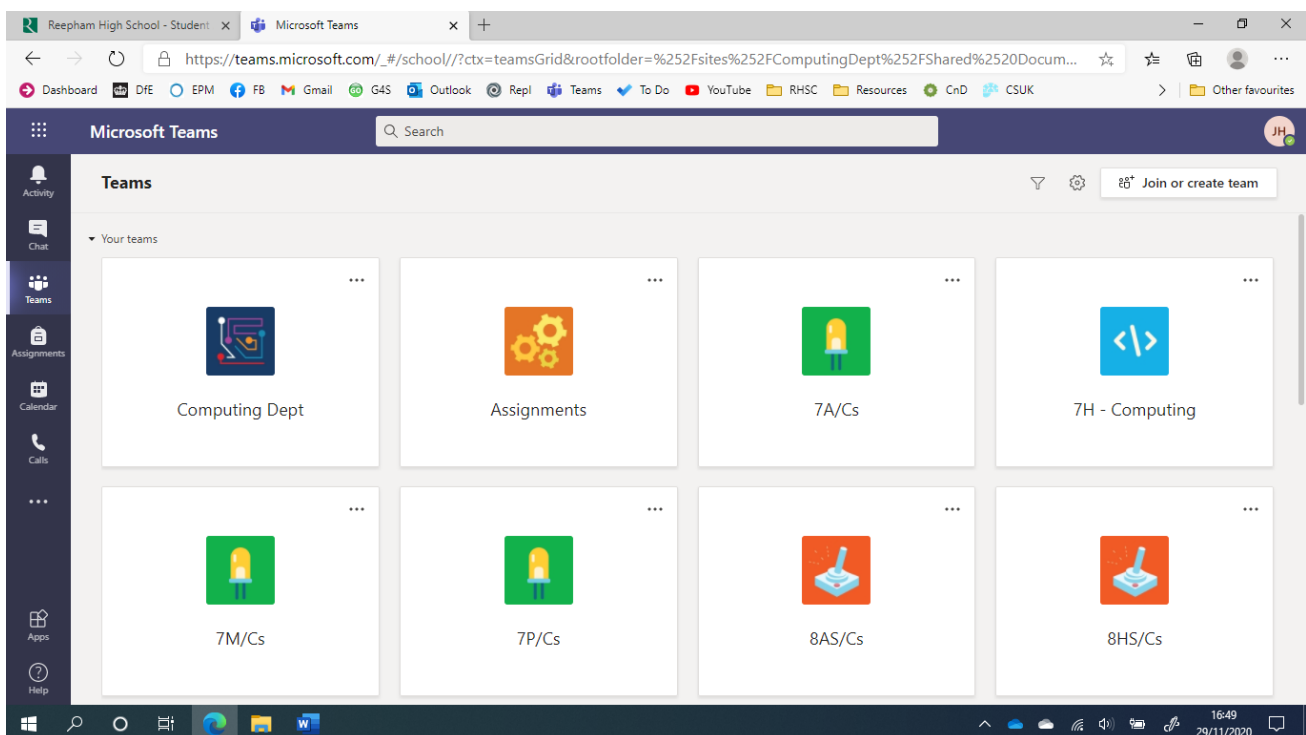 Reepham High School - Student
Microsoft Teams
https://teams.microsoft.com/_#/school//?ctx=teamsGrid&rootfolder=%252Fsites%252FComputingDept%252FShared%2520Docum...
Dashboard DfE EPM FB Gmail G4S Outlook Repl Teams To Do YouTube RHSC Resources CnD CSUK Other favourites
Microsoft Teams
Search
JH
Activity
Chat
Teams
Assignments
Calendar
Calls
Apps
Help
Teams
Join or create team
Your teams
Computing Dept
Assignments
7A/Cs
7H - Computing
7M/Cs
7P/Cs
8AS/Cs
8HS/Cs
16:49
29/11/2020